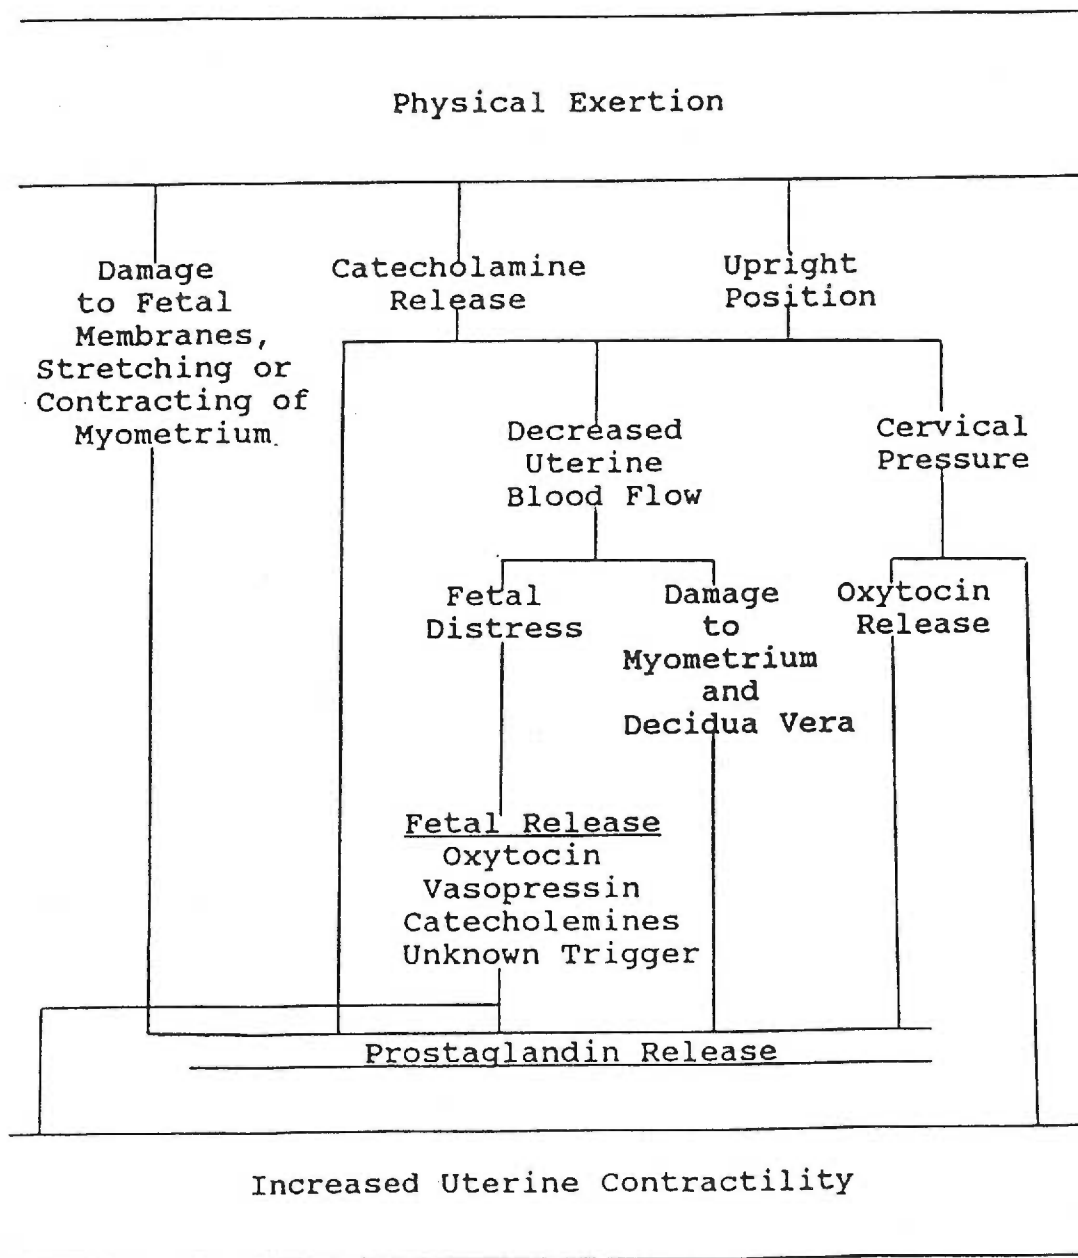 Physical Exertion
Damage
to Fetal
Membranes,
Stretching or
Contracting of
Myometrium.
Catecholamine
Release
Upright
Position
Decreased
Uterine
Blood Flow
Cervical
Pressure
Fetal
Distress
Damage
to
Myometrium
and
Decidua Vera
Oxytocin
Release
Fetal Release
Oxytocin
Vasopressin
Catecholemines
Unknown Trigger
Prostaglandin Release
Increased Uterine Contractility